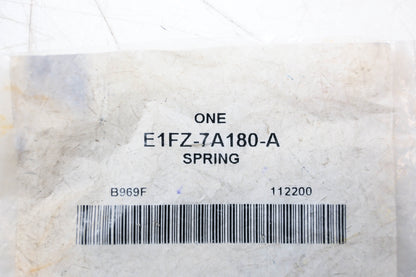 ONE
E1FZ-7A180-A
SPRING
B969F 112200